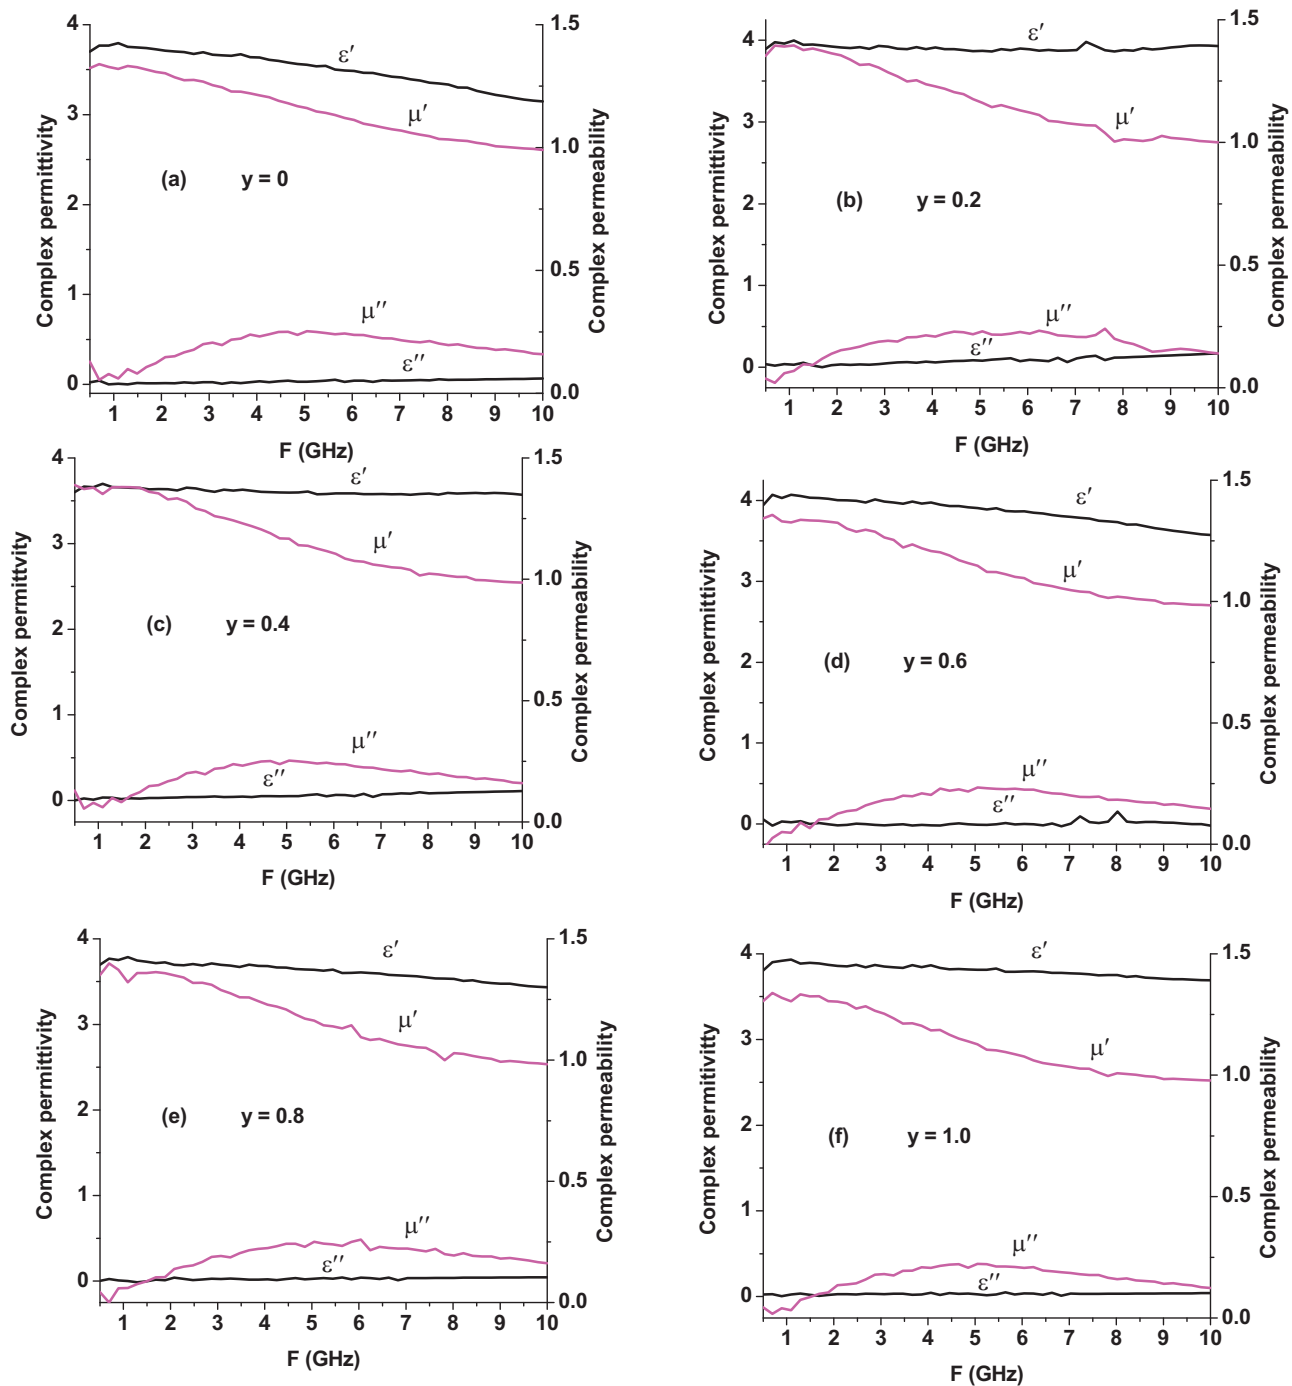 4
3
2
1
0
1.5
1.0
0.5
0.0
Complex permittivity
Complex permeability
ε′
μ′
(a) y = 0
μ′′
ε′′
1 2 3 4 5 6 7 8 9 10
F (GHz)
4
3
2
1
0
1.5
1.0
0.5
0.0
Complex permittivity
Complex permeability
ε′
μ′
(b) y = 0.2
μ′′
ε′′
1 2 3 4 5 6 7 8 9 10
F (GHz)
4
3
2
1
0
1.5
1.0
0.5
0.0
Complex permittvity
Complex permeability
ε′
μ′
(c) y = 0.4
μ′′
ε′′
1 2 3 4 5 6 7 8 9 10
F (GHz)
4
3
2
1
0
1.5
1.0
0.5
0.0
Complex permittivity
Complex permeability
ε′
μ′
(d) y = 0.6
μ′′
ε′′
1 2 3 4 5 6 7 8 9 10
F (GHz)
4
3
2
1
0
1.5
1.0
0.5
0.0
Complex permittivity
Complex permeability
ε′
μ′
(e) y = 0.8
μ′′
ε′′
1 2 3 4 5 6 7 8 9 10
F (GHz)
4
3
2
1
0
1.5
1.0
0.5
0.0
Complex permittivity
Complex permeability
ε′
μ′
(f) y = 1.0
μ′′
ε′′
1 2 3 4 5 6 7 8 9 10
F (GHz)